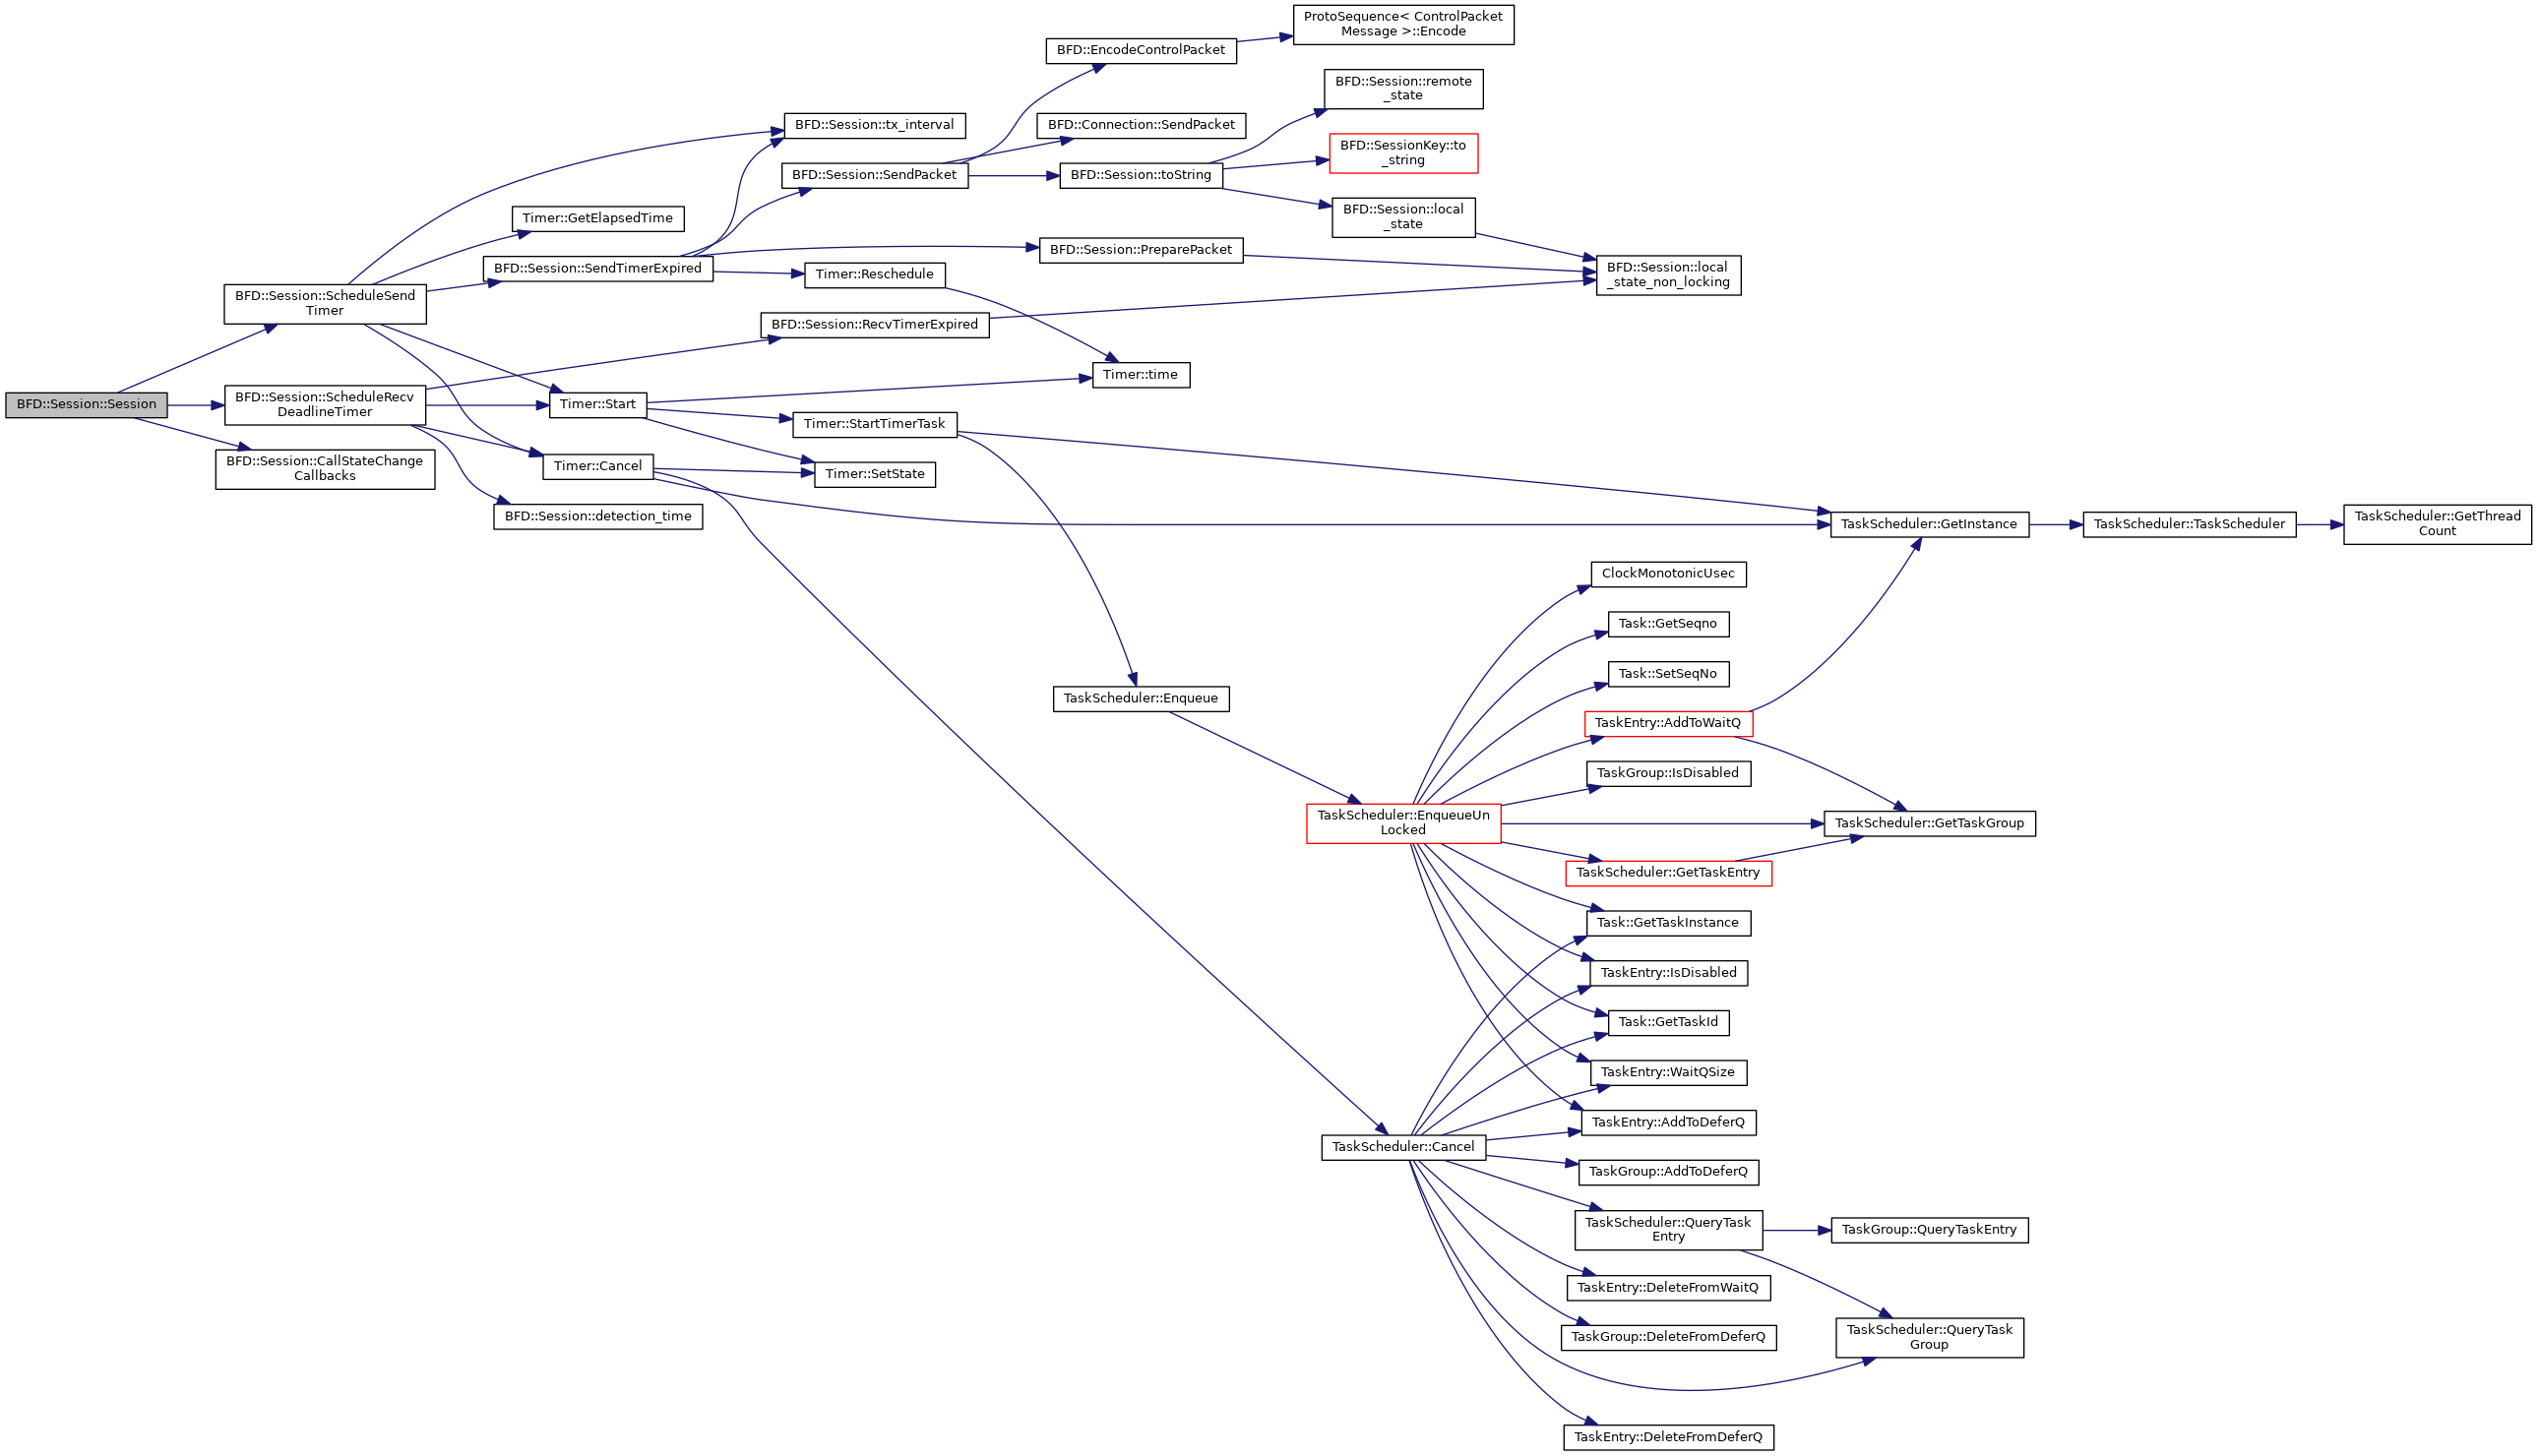 BFD::Session::Session
BFD::Session::ScheduleSend
Timer
BFD::Session::ScheduleRecv
DeadlineTimer
BFD::Session::CallStateChange
Callbacks
BFD::Session::tx_interval
Timer::GetElapsedTime
BFD::Session::SendTimerExpired
Timer::Start
Timer::Cancel
BFD::Session::detection_time
BFD::Session::SendPacket
Timer::Reschedule
BFD::Session::RecvTimerExpired
Timer::StartTimerTask
Timer::SetState
BFD::EncodeControlPacket
BFD::Connection::SendPacket
BFD::Session::toString
BFD::Session::PreparePacket
Timer::time
TaskScheduler::Enqueue
ProtoSequence< ControlPacket
Message >::Encode
BFD::Session::remote
_state
BFD::SessionKey::to
_string
BFD::Session::local
_state
BFD::Session::local
_state_non_locking
TaskScheduler::GetInstance
TaskScheduler::TaskScheduler
TaskScheduler::GetThread
Count
TaskScheduler::EnqueueUn
Locked
TaskScheduler::Cancel
ClockMonotonicUsec
Task::GetSeqno
Task::SetSeqNo
TaskEntry::AddToWaitQ
TaskGroup::IsDisabled
TaskScheduler::GetTaskGroup
TaskScheduler::GetTaskEntry
Task::GetTaskInstance
TaskEntry::IsDisabled
Task::GetTaskId
TaskEntry::WaitQSize
TaskEntry::AddToDeferQ
TaskGroup::AddToDeferQ
TaskScheduler::QueryTask
Entry
TaskGroup::QueryTaskEntry
TaskEntry::DeleteFromWaitQ
TaskGroup::DeleteFromDeferQ
TaskScheduler::QueryTask
Group
TaskEntry::DeleteFromDeferQ